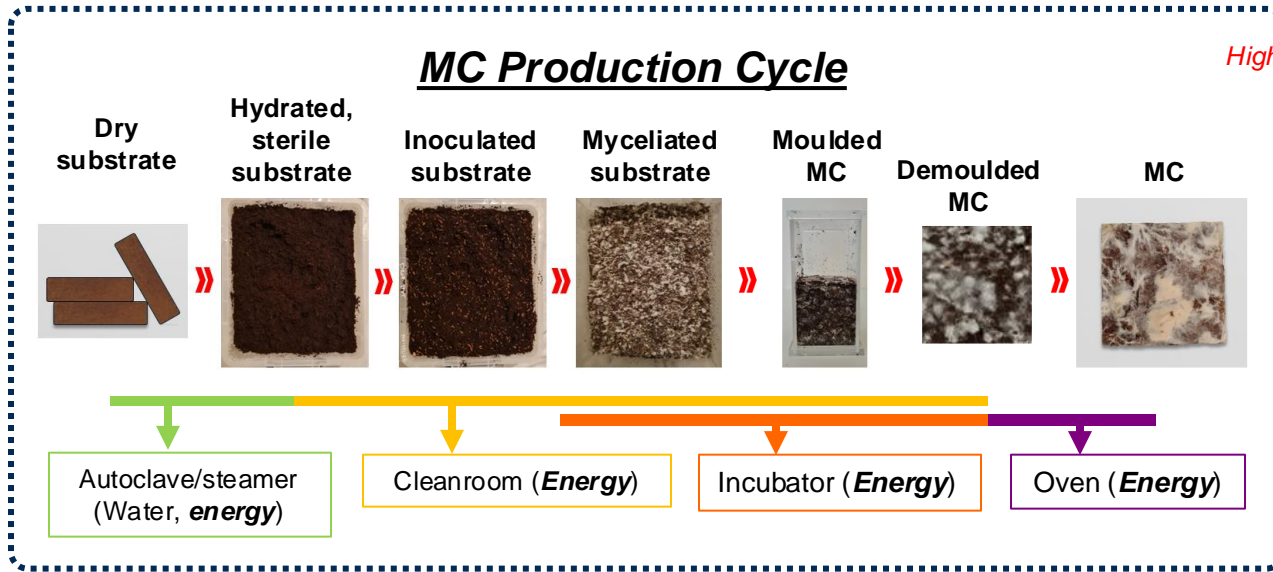 MC Production Cycle
High
Dry
substrate
Hydrated,
sterile
substrate
Inoculated
substrate
Myceliated
substrate
Moulded
MC
Demoulded
MC
MC
Autoclave/steamer
(Water, energy)
Cleanroom (Energy)
Incubator (Energy)
Oven (Energy)